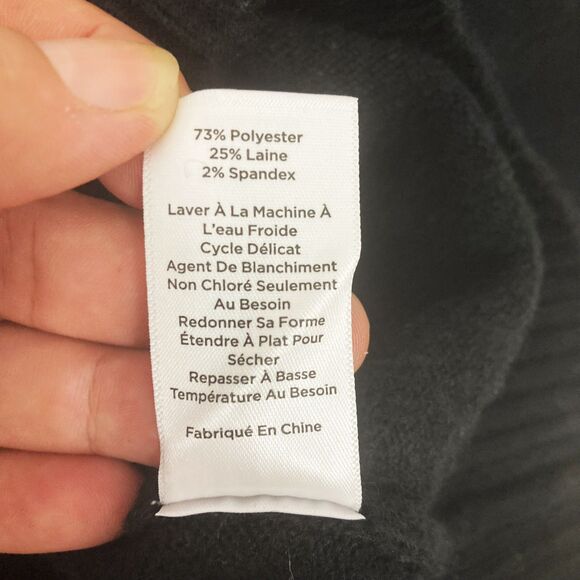 73% Polyester
25% Laine
2% Spandex
Laver À La Machine À
L'eau Froide
Cycle Délicat
Agent De Blanchiment
Non Chloré Seulement
Au Besoin
Redonner Sa Forme
Étendre À Plat Pour
Sécher
Repasser À Basse
Température Au Besoin
Fabriqué En Chine